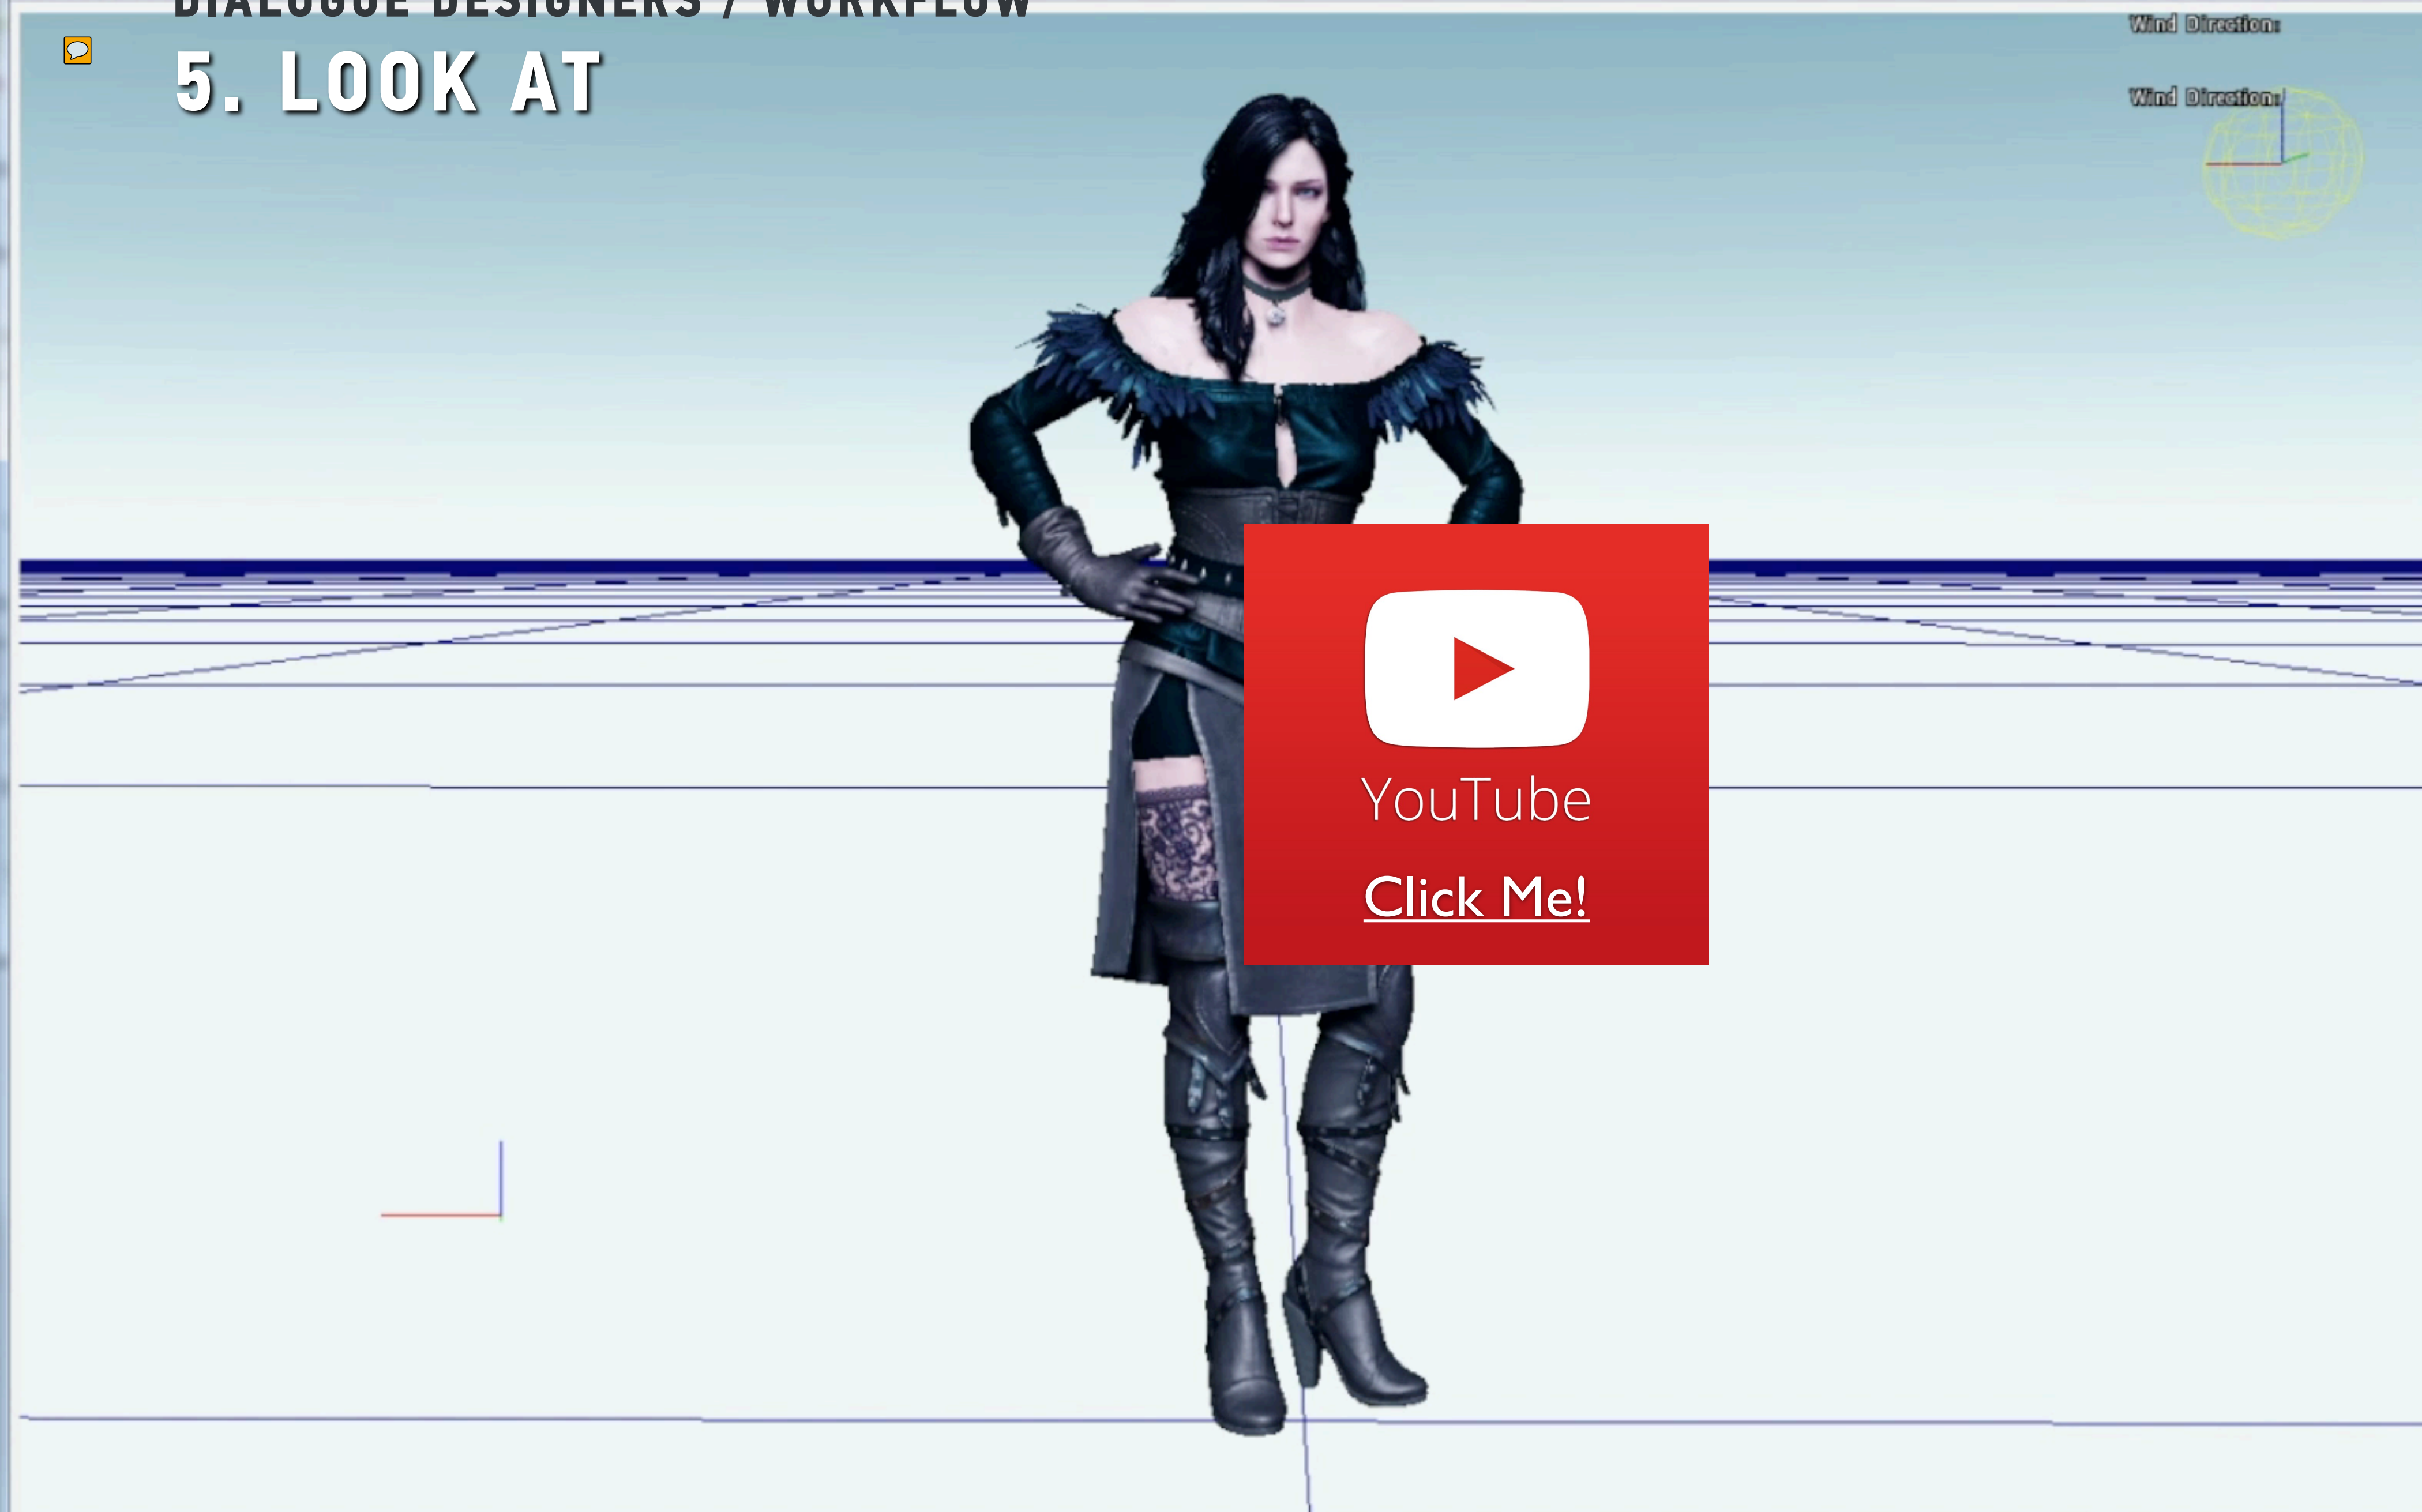 DIALOGUE DESIGNERS / WORKFLOW
5. LOOK AT
Wind Direction:
Wind Direction:
YouTube
Click Me!